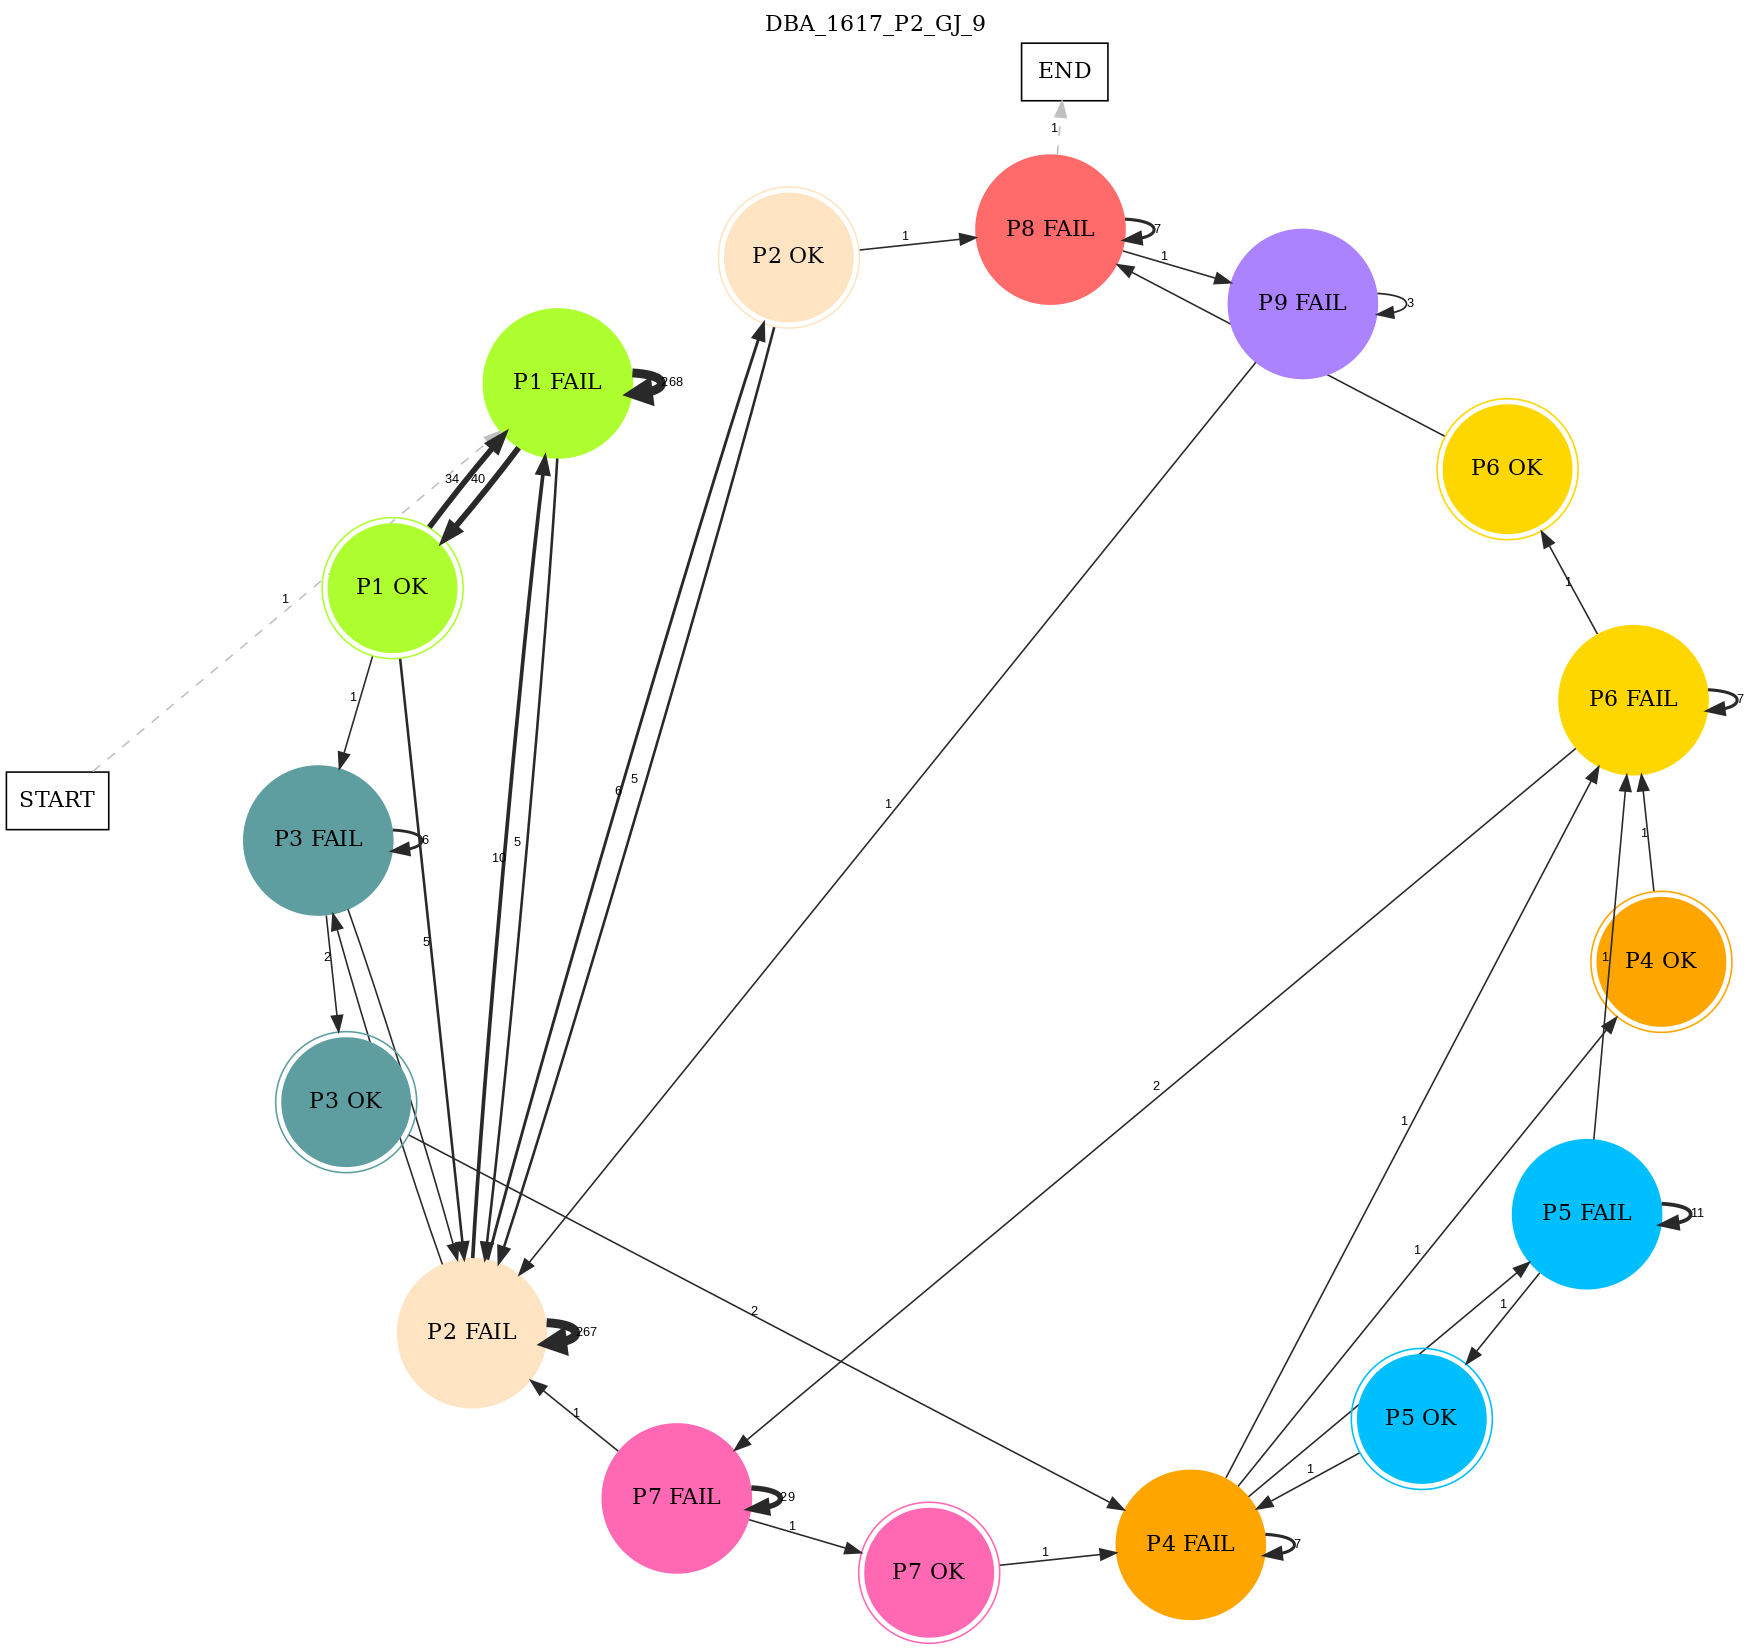 DBA_1617_P2_GJ_9
END
1
P8 FAIL
7
P2 OK
1
1
P9 FAIL
3
P1 FAIL
268
34
40
P6 OK
P1 OK
1
1
1
P6 FAIL
7
START
5
6
1
1
P3 FAIL
6
10
5
5
2
1
P4 OK
P3 OK
2
1
P5 FAIL
11
1
2
1
P2 FAIL
267
1
P5 OK
1
1
P7 FAIL
29
1
P7 OK
1
P4 FAIL
7